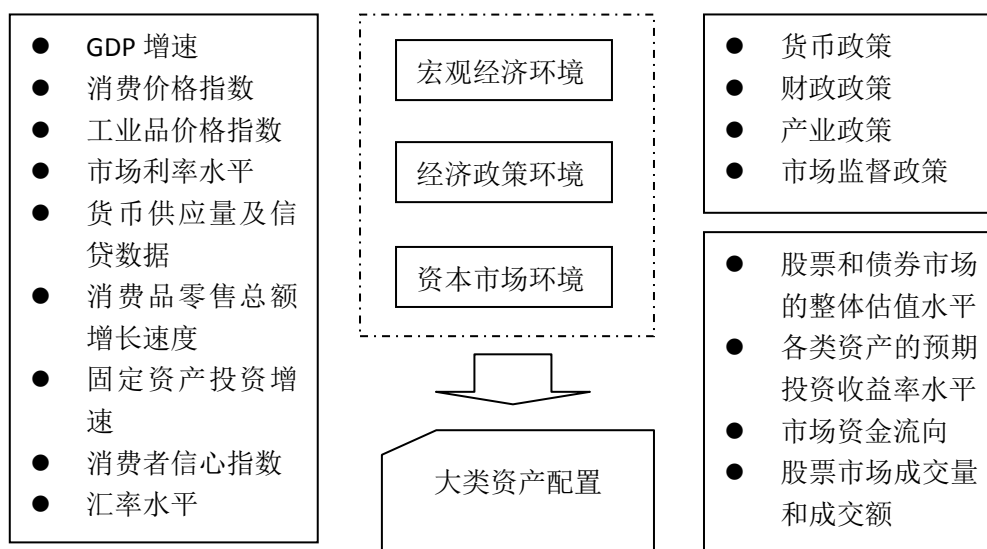 GDP 增速
消费价格指数
工业品价格指数
市场利率水平
货币供应量及信
贷数据
消费品零售总额
增长速度
固定资产投资增
速
消费者信心指数
汇率水平
宏观经济环境
经济政策环境
资本市场环境
大类资产配置
货币政策
财政政策
产业政策
市场监督政策
股票和债券市场
的整体估值水平
各类资产的预期
投资收益率水平
市场资金流向
股票市场成交量
和成交额